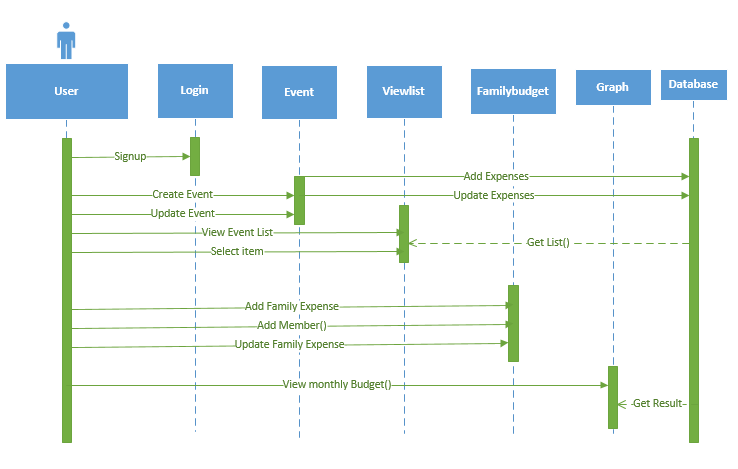 User
Login
Event
Viewlist
Familybudget
Graph
Database
Signup
Add Expenses
Create Event
Update Expenses
Update Event
View Event List
Get List()
Select item
Add Family Expense
Add Member()
Update Family Expense
View monthly Budget()
Get Result